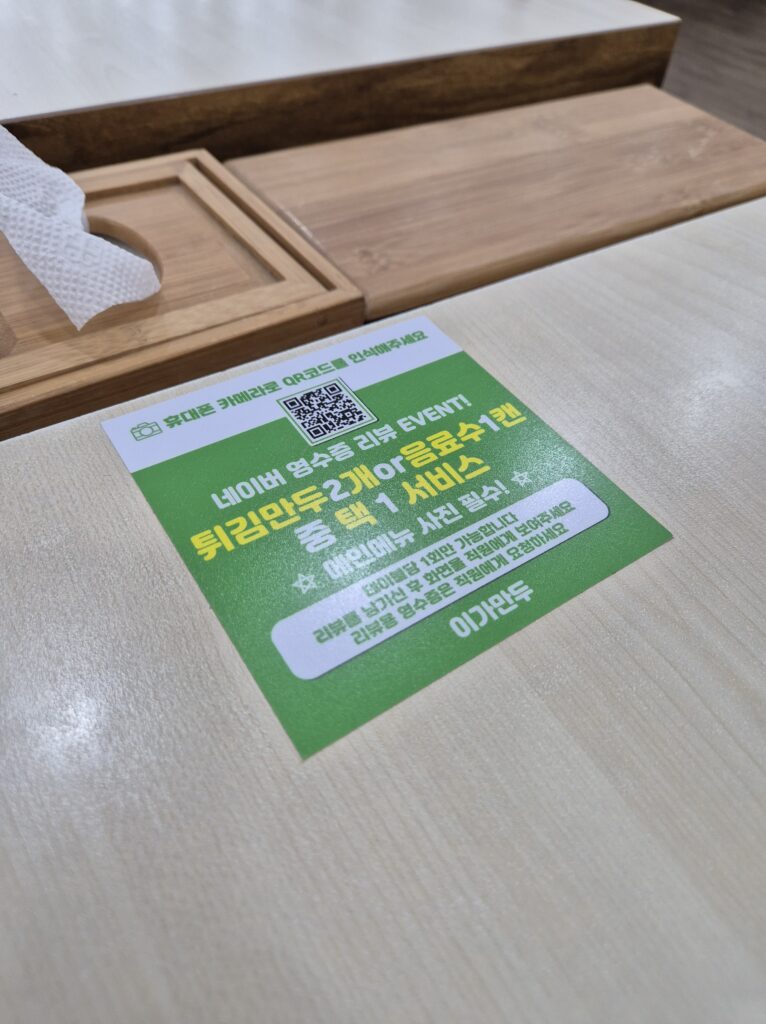 휴대폰 카메라로 QR코드를 인식해주세요
네이버 영수증 리뷰 EVENT!
튀김만두2개or음료수1캔
중 택 1 서비스
☆ 메인메뉴 사진 필수! ☆
테이블당 1회만 가능합니다
리뷰를 남기신 후 화면을 직원에게 보여주세요
리뷰용 영수증은 직원에게 요청하세요
이가만두